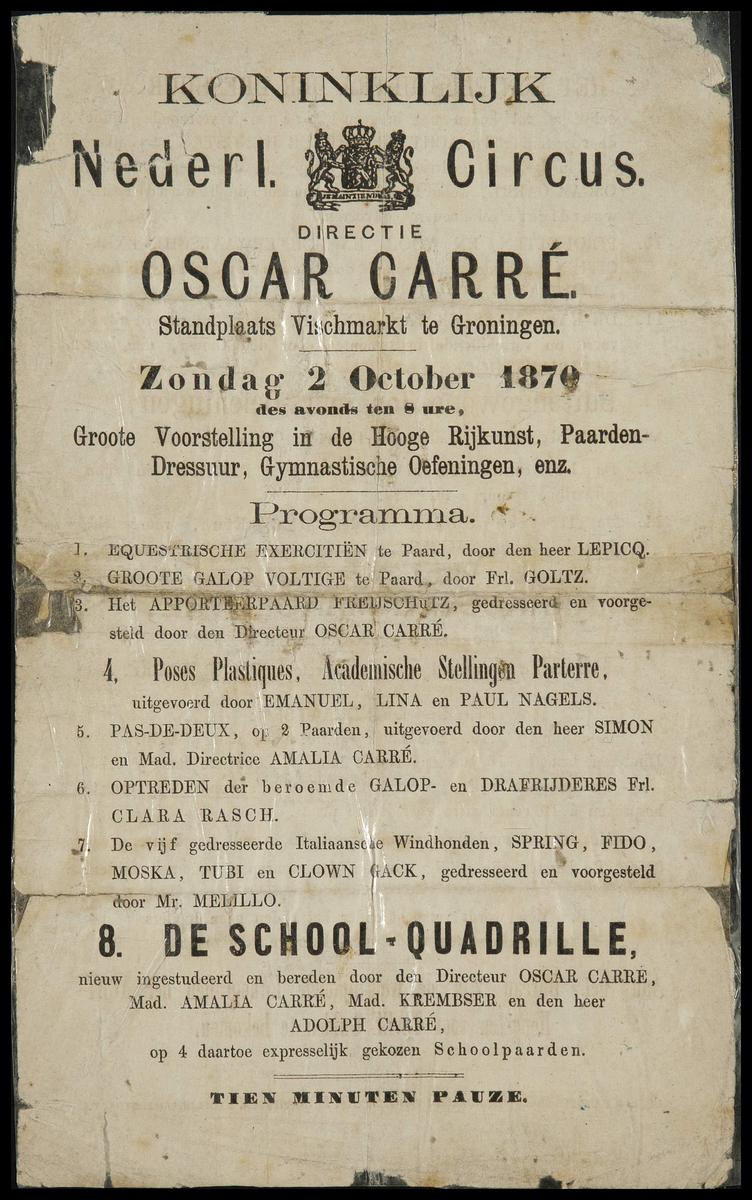 KONINKLIJK
Nederl. Circus.
JE MAINTIENDRAI
DIRECTIE
OSCAR CARRÉ.
Standplaats Vischmarkt te Groningen.
Zondag 2 October 1870
des avonds ten 8 ure,
Groote Voorstelling in de Hooge Rijkunst, Paarden-
Dressuur, Gymnastische Oefeningen, enz.
Programma.
1. EQUESTRISCHE EXERCITIËN te Paard, door den heer LEPICQ.
2. GROOTE GALOP VOLTIGE te Paard, door Frl. GOLTZ.
3. Het APPORTEERPAARD FREIJSCHuTZ, gedresseerd en voorge-
steld door den Directeur OSCAR CARRÉ.
4, Poses Plastiques, Academische Stellingen Parterre,
uitgevoerd door EMANUEL, LINA en PAUL NAGELS.
5. PAS-DE-DEUX, op 2 Paarden, uitgevoerd door den heer SIMON
en Mad. Directrice AMALIA CARRÉ.
6. OPTREDEN der beroemde GALOP- en DRAFRIJDERES Frl.
CLARA RASCH.
7. De vijf gedresseerde Italiaansche Windhonden, SPRING, FIDO,
MOSKA, TUBI en CLOWN GACK, gedresseerd en voorgesteld
door Mr. MELILLO.
8. DE SCHOOL-QUADRILLE,
nieuw ingestudeerd en bereden door den Directeur OSCAR CARRÉ,
Mad. AMALIA CARRÉ, Mad. KREMBSER en den heer
ADOLPH CARRÉ,
op 4 daartoe expresselijk gekozen Schoolpaarden.
TIEN MINUTEN PAUZE.